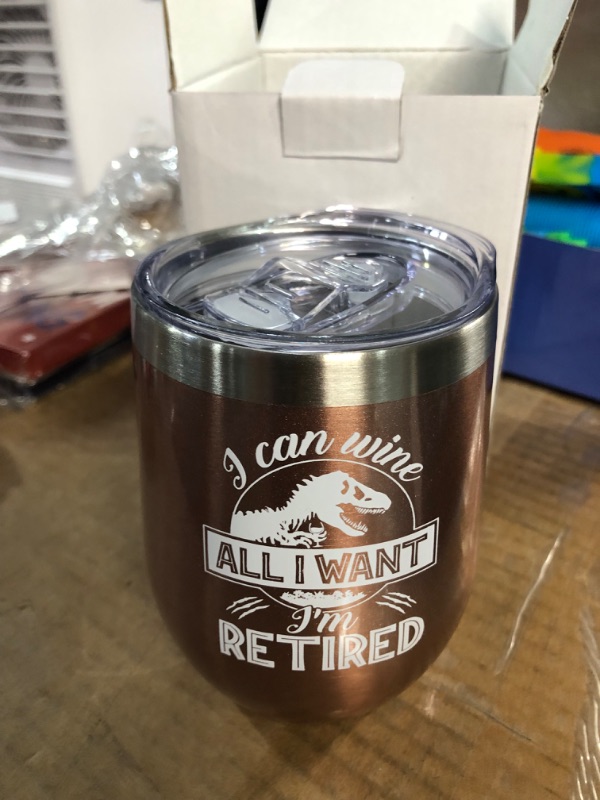 I can wine
ALL I WANT
I'm
RETIRED